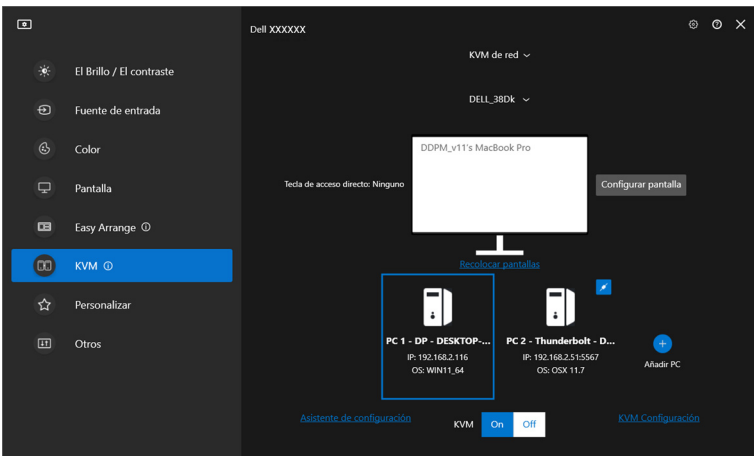 Dell XXXXXX
El Brillo / El contraste
Fuente de entrada
Color
Pantalla
Easy Arrange
KVM
Personalizar
Otros
KVM de red
DELL_38Dk
DDPM_v11's MacBook Pro
Tecla de acceso directo: Ninguno
Configurar pantalla
Recolocar pantallas
PC 1 - DP - DESKTOP-...
IP: 192.168.2.116
OS: WIN11_64
PC 2 - Thunderbolt - D...
IP: 192.168.2.51:5567
OS: OSX 11.7
Añadir PC
Asistente de configuración
KVM On Off
KVM Configuración